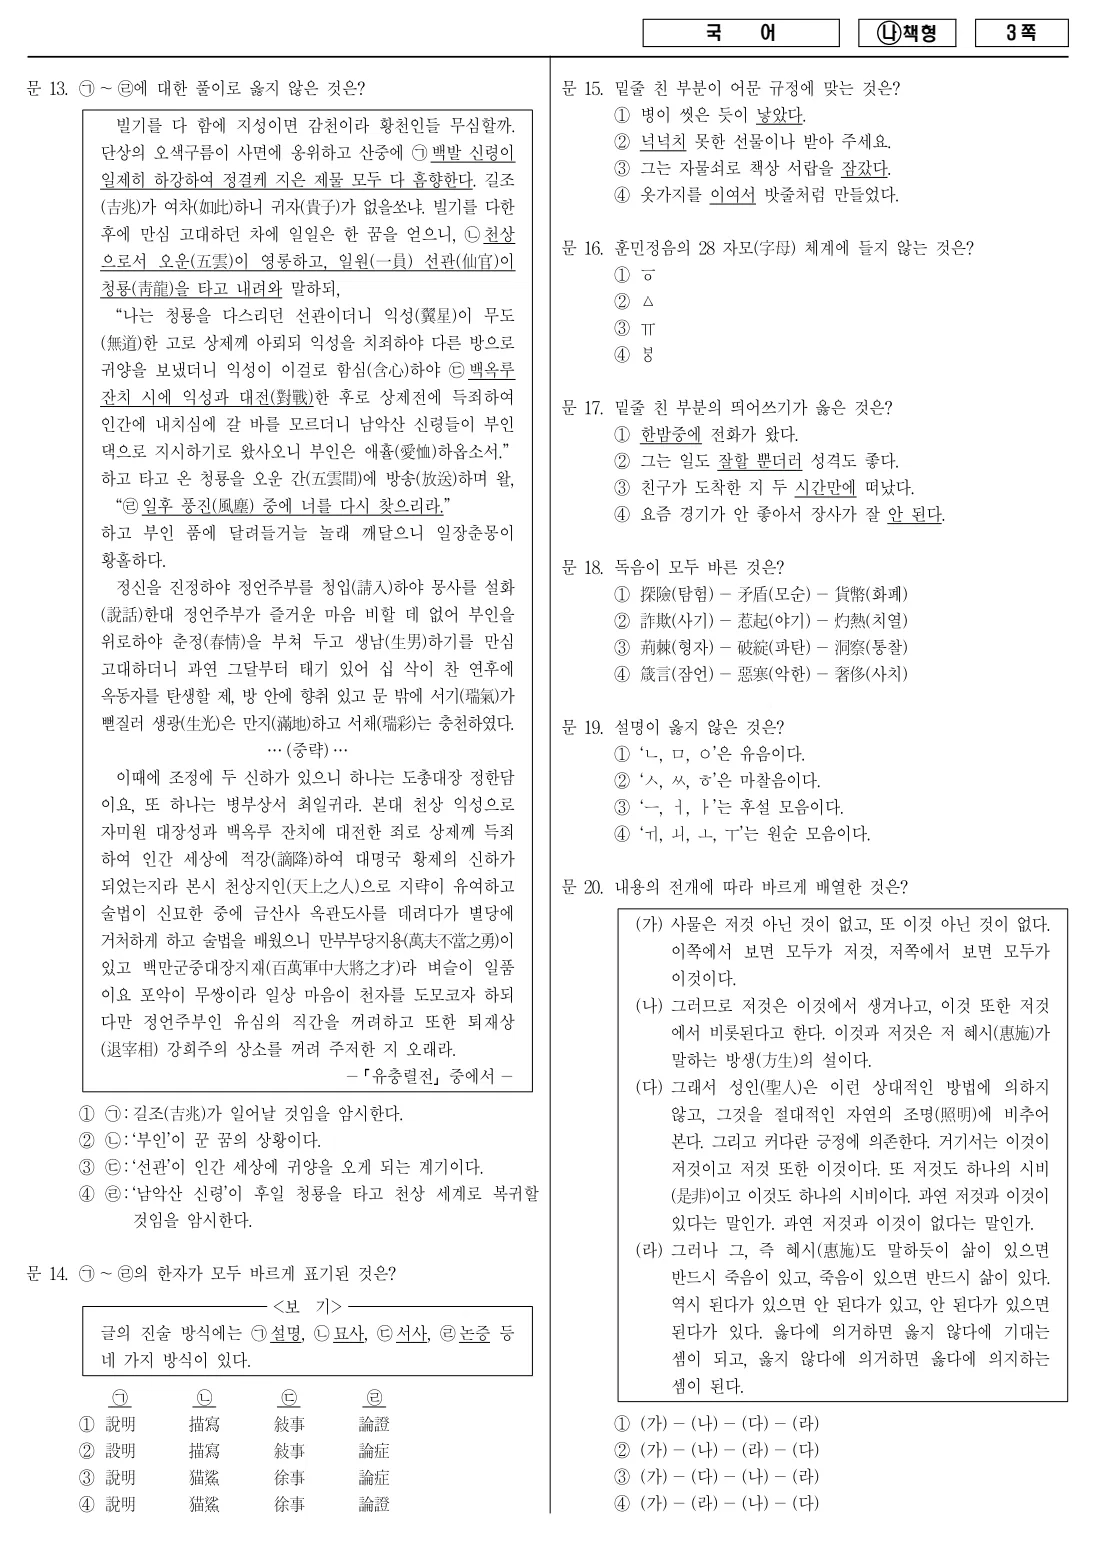 국 어
㉯책형
3쪽
문 13. ㉠ ~ ㉣에 대한 풀이로 옳지 않은 것은?
빌기를 다 함에 지성이면 감천이라 황천인들 무심할까.
단상의 오색구름이 사면에 옹위하고 산중에 ㉠백발 신령이
일제히 하강하여 정결케 지은 제물 모두 다 흠향한다. 길조
(吉兆)가 여차(如此)하니 귀자(貴子)가 없을쏘냐. 빌기를 다한
후에 만심 고대하던 차에 일일은 한 꿈을 얻으니, ㉡천상
으로서 오운(五雲)이 영롱하고, 일원(一員) 선관(仙官)이
청룡(靑龍)을 타고 내려와 말하되,
“나는 청룡을 다스리던 선관이더니 익성(翼星)이 무도
(無道)한 고로 상제께 아뢰되 익성을 치죄하야 다른 방으로
귀양을 보냈더니 익성이 이걸로 함심(含心)하야 ㉢백옥루
잔치 시에 익성과 대전(對戰)한 후로 상제전에 득죄하여
인간에 내치심에 갈 바를 모르더니 남악산 신령들이 부인
댁으로 지시하기로 왔사오니 부인은 애휼(愛恤)하옵소서.”
하고 타고 온 청룡을 오운 간(五雲間)에 방송(放送)하며 왈,
“㉣일후 풍진(風塵) 중에 너를 다시 찾으리라.”
하고 부인 품에 달려들거늘 놀래 깨달으니 일장춘몽이
황홀하다.
정신을 진정하야 정언주부를 청입(請入)하야 몽사를 설화
(說話)한대 정언주부가 즐거운 마음 비할 데 없어 부인을
위로하야 춘정(春情)을 부쳐 두고 생남(生男)하기를 만심
고대하더니 과연 그달부터 태기 있어 십 삭이 찬 연후에
옥동자를 탄생할 제, 방 안에 향취 있고 문 밖에 서기(瑞氣)가
뻗질러 생광(生光)은 만지(滿地)하고 서채(瑞彩)는 충천하였다.
… (중략) …
이때에 조정에 두 신하가 있으니 하나는 도총대장 정한담
이요, 또 하나는 병부상서 최일귀라. 본대 천상 익성으로
자미원 대장성과 백옥루 잔치에 대전한 죄로 상제께 득죄
하여 인간 세상에 적강(謫降)하여 대명국 황제의 신하가
되었는지라 본시 천상지인(天上之人)으로 지략이 유여하고
술법이 신묘한 중에 금산사 옥관도사를 데려다가 별당에
거처하게 하고 술법을 배웠으니 만부부당지용(萬夫不當之勇)이
있고 백만군중대장지재(百萬軍中大將之才)라 벼슬이 일품
이요 포악이 무쌍이라 일상 마음이 천자를 도모코자 하되
다만 정언주부인 유심의 직간을 꺼려하고 또한 퇴재상
(退宰相) 강희주의 상소를 꺼려 주저한 지 오래라.
－｢유충렬전｣ 중에서－
① ㉠: 길조(吉兆)가 일어날 것임을 암시한다.
② ㉡: ‘부인’이 꾼 꿈의 상황이다.
③ ㉢: ‘선관’이 인간 세상에 귀양을 오게 되는 계기이다.
④ ㉣: ‘남악산 신령’이 후일 청룡을 타고 천상 세계로 복귀할
것임을 암시한다.
문 14. ㉠ ~ ㉣의 한자가 모두 바르게 표기된 것은?
<보 기>
글의 진술 방식에는 ㉠설명, ㉡묘사, ㉢서사, ㉣논증 등
네 가지 방식이 있다.
㉠ ㉡ ㉢ ㉣
① 說明 描寫 敍事 論證
② 設明 描寫 敍事 論症
③ 說明 猫鯊 徐事 論症
④ 說明 猫鯊 徐事 論證
문 15. 밑줄 친 부분이 어문 규정에 맞는 것은?
① 병이 씻은 듯이 낳았다.
② 넉넉치 못한 선물이나 받아 주세요.
③ 그는 자물쇠로 책상 서랍을 잠갔다.
④ 옷가지를 이여서 밧줄처럼 만들었다.
문 16. 훈민정음의 28 자모(字母) 체계에 들지 않는 것은?
① ㆆ
② ㅿ
③ ㅠ
④ ㅸ
문 17. 밑줄 친 부분의 띄어쓰기가 옳은 것은?
① 한밤중에 전화가 왔다.
② 그는 일도 잘할 뿐더러 성격도 좋다.
③ 친구가 도착한 지 두 시간만에 떠났다.
④ 요즘 경기가 안 좋아서 장사가 잘 안 된다.
문 18. 독음이 모두 바른 것은?
① 探險(탐험) － 矛盾(모순) － 貨幣(화폐)
② 詐欺(사기) － 惹起(야기) － 灼熱(치열)
③ 荊棘(형자) － 破綻(파탄) － 洞察(통찰)
④ 箴言(잠언) － 惡寒(악한) － 奢侈(사치)
문 19. 설명이 옳지 않은 것은?
① ‘ㄴ, ㅁ, ㅇ’은 유음이다.
② ‘ㅅ, ㅆ, ㅎ’은 마찰음이다.
③ ‘ㅡ, ㅓ, ㅏ’는 후설 모음이다.
④ ‘ㅟ, ㅚ, ㅗ, ㅜ’는 원순 모음이다.
문 20. 내용의 전개에 따라 바르게 배열한 것은?
(가) 사물은 저것 아닌 것이 없고, 또 이것 아닌 것이 없다.
이쪽에서 보면 모두가 저것, 저쪽에서 보면 모두가
이것이다.
(나) 그러므로 저것은 이것에서 생겨나고, 이것 또한 저것
에서 비롯된다고 한다. 이것과 저것은 저 혜시(惠施)가
말하는 방생(方生)의 설이다.
(다) 그래서 성인(聖人)은 이런 상대적인 방법에 의하지
않고, 그것을 절대적인 자연의 조명(照明)에 비추어
본다. 그리고 커다란 긍정에 의존한다. 거기서는 이것이
저것이고 저것 또한 이것이다. 또 저것도 하나의 시비
(是非)이고 이것도 하나의 시비이다. 과연 저것과 이것이
있다는 말인가. 과연 저것과 이것이 없다는 말인가.
(라) 그러나 그, 즉 혜시(惠施)도 말하듯이 삶이 있으면
반드시 죽음이 있고, 죽음이 있으면 반드시 삶이 있다.
역시 된다가 있으면 안 된다가 있고, 안 된다가 있으면
된다가 있다. 옳다에 의거하면 옳지 않다에 기대는
셈이 되고, 옳지 않다에 의거하면 옳다에 의지하는
셈이 된다.
① (가) － (나) － (다) － (라)
② (가) － (나) － (라) － (다)
③ (가) － (다) － (나) － (라)
④ (가) － (라) － (나) － (다)